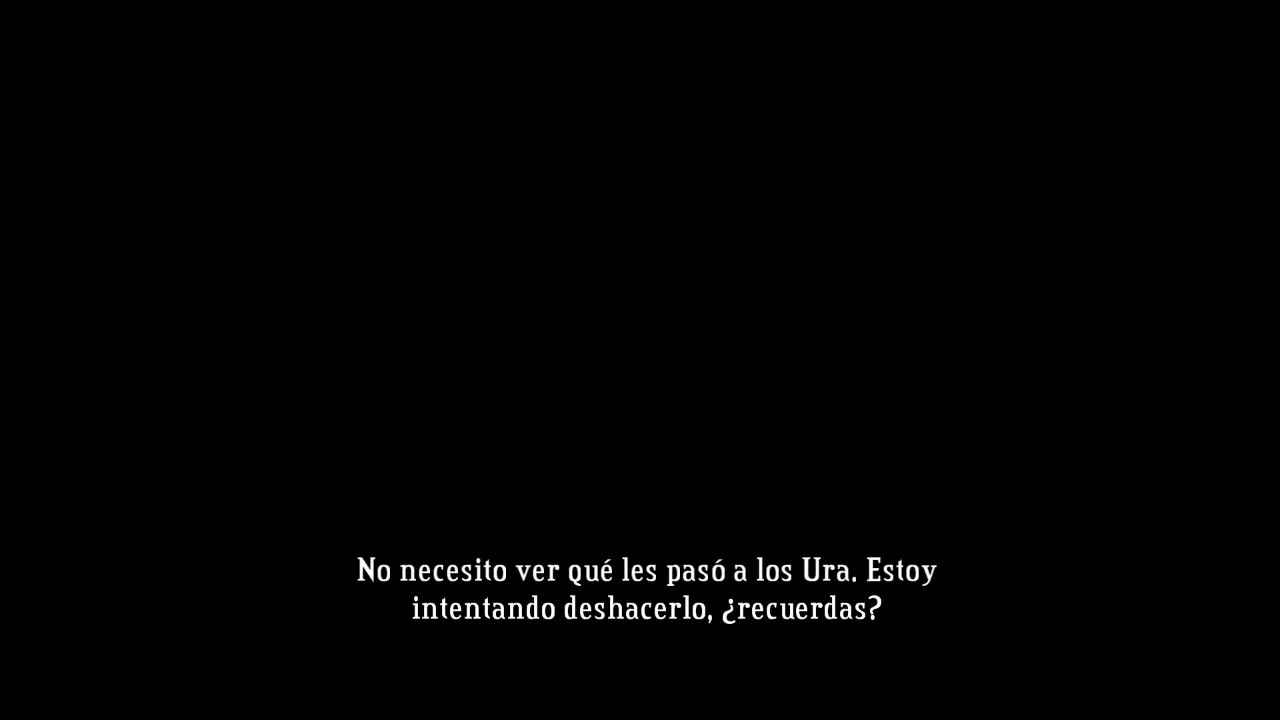 No necesito ver qué les pasó a los Ura. Estoy
intentando deshacerlo, ¿recuerdas?